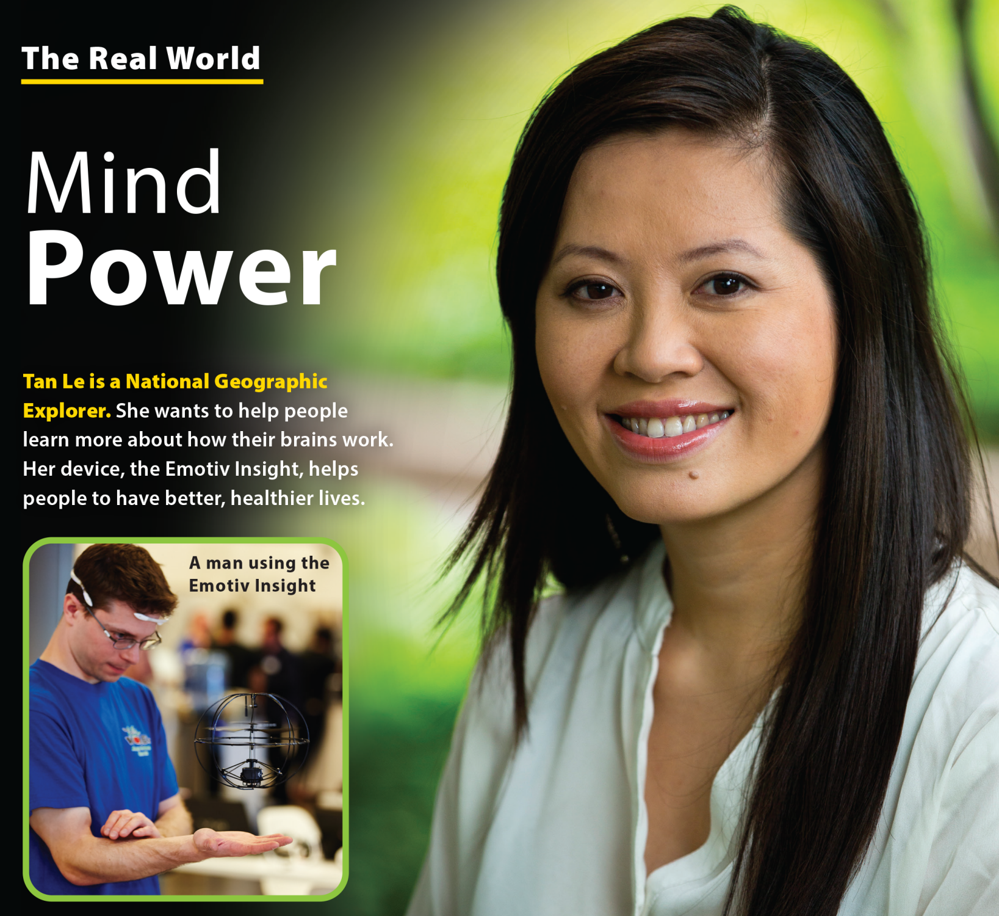 The Real World
Mind
Power
Tan Le is a National Geographic
Explorer. She wants to help people
learn more about how their brains work.
Her device, the Emotiv Insight, helps
people to have better, healthier lives.
A man using the
Emotiv Insight